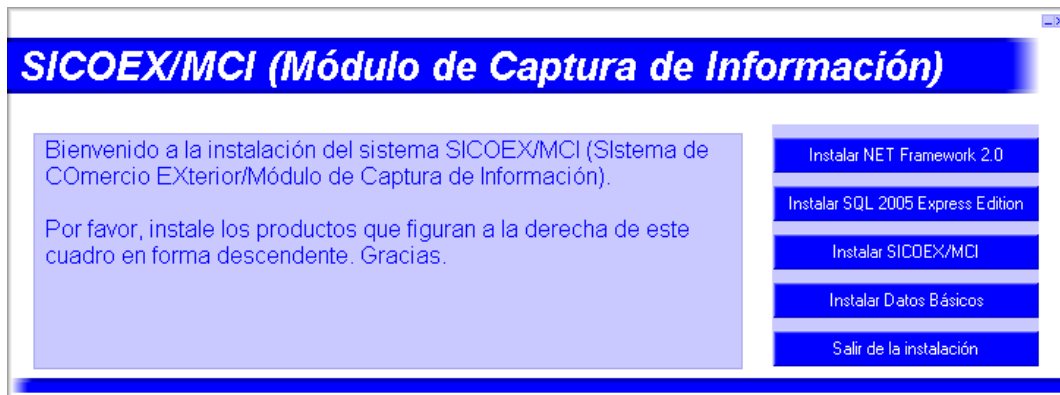 SICOEX/MCI (Módulo de Captura de Información)
Bienvenido a la instalación del sistema SICOEX/MCI (SIstema de
COmercio EXterior/Módulo de Captura de Información).
Por favor, instale los productos que figuran a la derecha de este
cuadro en forma descendente. Gracias.
Instalar NET Framework 2.0
Instalar SQL 2005 Express Edition
Instalar SICOEX/MCI
Instalar Datos Básicos
Salir de la instalación